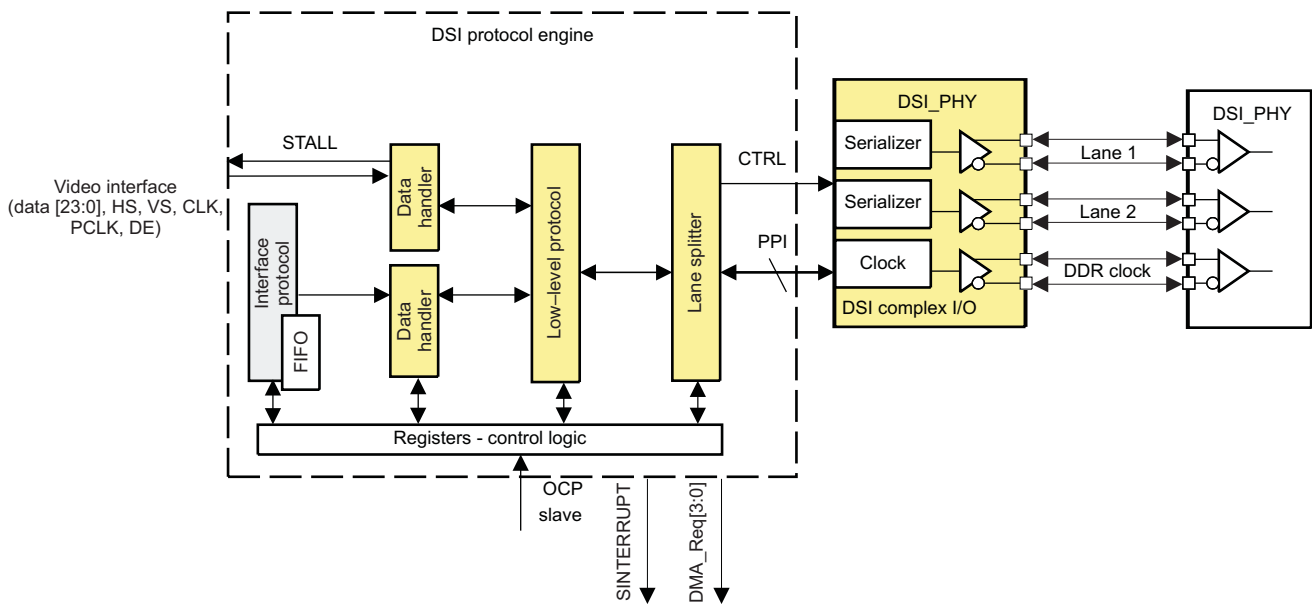 DSI protocol engine
STALL
Video interface
(data [23:0], HS, VS, CLK,
PCLK, DE)
Interface
protocol
FIFO
Data
handler
Data
handler
Low–level protocol
Lane splitter
CTRL
PPI
DSI_PHY
Serializer
Serializer
Clock
DSI complex I/O
Lane 1
Lane 2
DDR clock
DSI_PHY
Registers - control logic
OCP
slave
SINTERRUPT
DMA_Req[3:0]